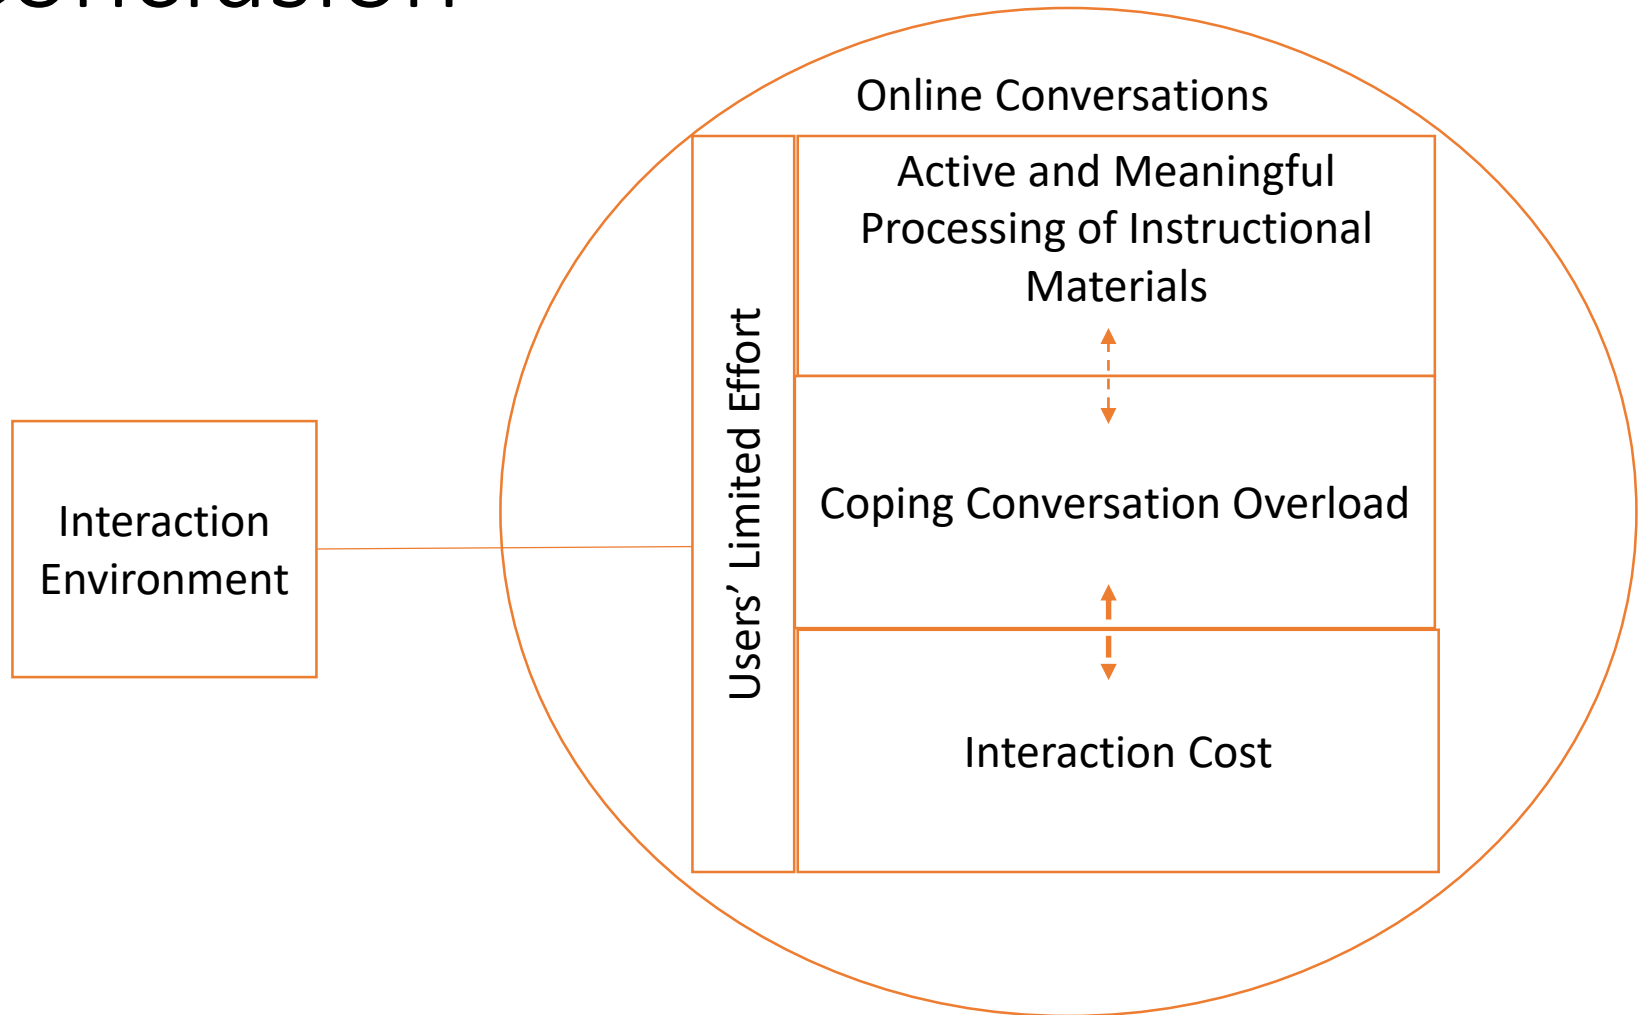 Conclusion
Online Conversations
Active and Meaningful
Processing of Instructional
Materials
Users’ Limited Effort
Coping Conversation Overload
Interaction
Environment
Interaction Cost